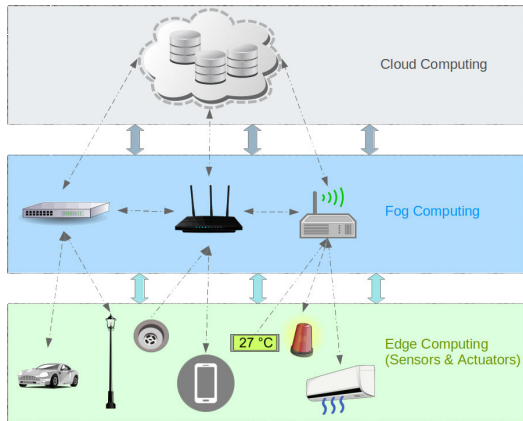 Cloud Computing
Fog Computing
27 °C
Edge Computing
(Sensors & Actuators)